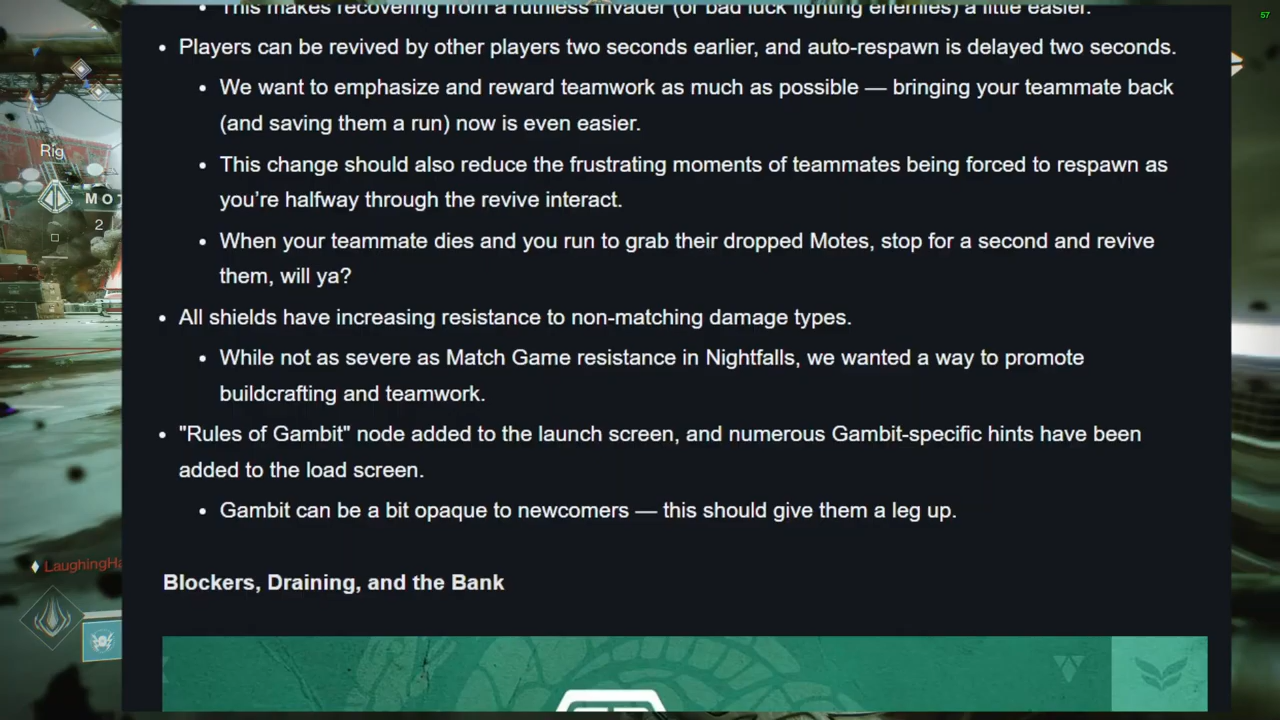 57
This makes recovering from a ruthless invader (or bad luck fighting enemies) a little easier.
Players can be revived by other players two seconds earlier, and auto-respawn is delayed two seconds.
We want to emphasize and reward teamwork as much as possible — bringing your teammate back
(and saving them a run) now is even easier.
This change should also reduce the frustrating moments of teammates being forced to respawn as
you’re halfway through the revive interact.
When your teammate dies and you run to grab their dropped Motes, stop for a second and revive
them, will ya?
All shields have increasing resistance to non-matching damage types.
While not as severe as Match Game resistance in Nightfalls, we wanted a way to promote
buildcrafting and teamwork.
"Rules of Gambit" node added to the launch screen, and numerous Gambit-specific hints have been
added to the load screen.
Gambit can be a bit opaque to newcomers — this should give them a leg up.
Blockers, Draining, and the Bank
Rig
MOT
2
LaughingHa